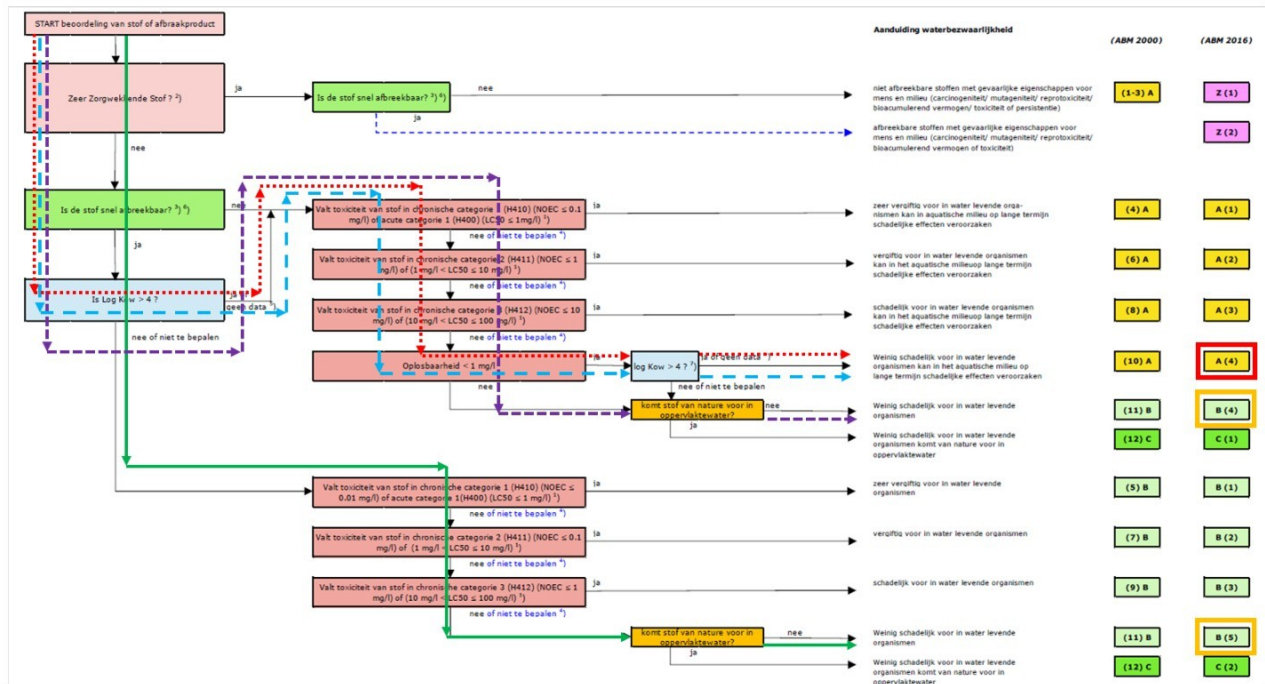 START beoordeling van stof of afbraakproduct
Aanduiding waterbezwaarlijkheid
(ABM 2000)
(ABM 2016)
Zeer Zorgwekkende Stof ? 2)
ja
Is de stof snel afbreekbaar? 3) 6)
nee
niet afbreekbare stoffen met gevaarlijke eigenschappen voor
mens en milieu (carcinogeniteit/ mutageniteit/ reprotoxiciteit/
bioacumulerend vermogen/ toxiciteit of persistentie)
(1-3) A
Z (1)
ja
afbreekbare stoffen met gevaarlijke eigenschappen voor
mens en milieu (carcinogeniteit/ mutageniteit/ reprotoxiciteit/
bioacumulerend vermogen of toxiciteit)
Z (2)
nee
Is de stof snel afbreekbaar? 3) 6)
nee
Valt toxiciteit van stof in chronische categorie 1 (H410) (NOEC ≤ 0.1
mg/l) of acute categorie 1 (H400) (LC50 ≤ 1mg/l) 1)
ja
zeer vergiftig voor in water levende orga-
nismen kan in aquatisch milieu op lange termijn
schadelijke effecten veroorzaken
(4) A
A (1)
nee of niet te bepalen 4)
ja
Valt toxiciteit van stof in chronische categorie 2 (H411) (NOEC ≤ 1
mg/l) of (1 mg/l < LC50 ≤ 10 mg/l) 1)
ja
vergiftig voor in water levende organismen
kan in het aquatische milieuop lange termijn
schadelijke effecten veroorzaken
(6) A
A (2)
nee of niet te bepalen 4)
Is Log Kow > 4 ?
ja
geen data
Valt toxiciteit van stof in chronische categorie 3 (H412) (NOEC ≤ 10
mg/l) of (10 mg/l < LC50 ≤ 100 mg/l) 1)
ja
schadelijk voor in water levende organismen
kan in het aquatische milieuop lange termijn
schadelijke effecten veroorzaken
(8) A
A (3)
nee of niet te bepalen
nee of niet te bepalen 4)
Oplosbaarheid < 1 mg/l
ja
log Kow > 4 ?
ja of geen data
Weinig schadelijk voor in water levende
organismen kan in het aquatische milieu op
lange termijn schadelijke effecten veroorzaken
(10) A
A (4)
nee
nee of niet te bepalen
komt stof van nature voor in
oppervlaktewater?
nee
Weinig schadelijk voor in water levende
organismen
(11) B
B (4)
ja
Weinig schadelijk voor in water levende
organismen komt van nature voor in
oppervlaktewater
(12) C
C (1)
Valt toxiciteit van stof in chronische categorie 1 (H410) (NOEC ≤
0.01 mg/l) of acute categorie 1(H400) (LC50 ≤ 1 mg/l) 1)
ja
zeer vergiftig voor in water levende
organismen
(5) B
B (1)
nee of niet te bepalen 4)
Valt toxiciteit van stof in chronische categorie 2 (H411) (NOEC ≤ 0.1
mg/l) of (1 mg/l < LC50 ≤ 10 mg/l) 1)
ja
vergiftig voor in water levende organismen
(7) B
B (2)
nee of niet te bepalen 4)
Valt toxiciteit van stof in chronische categorie 3 (H412) (NOEC ≤ 1
mg/l) of (10 mg/l < LC50 ≤ 100 mg/l) 1)
ja
schadelijk voor in water levende organismen
(9) B
B (3)
nee of niet te bepalen 4)
komt stof van nature voor in
oppervlaktewater?
nee
Weinig schadelijk voor in water levende
organismen
(11) B
B (5)
ja
Weinig schadelijk voor in water levende
organismen komt van nature voor in
oppervlaktewater
(12) C
C (2)